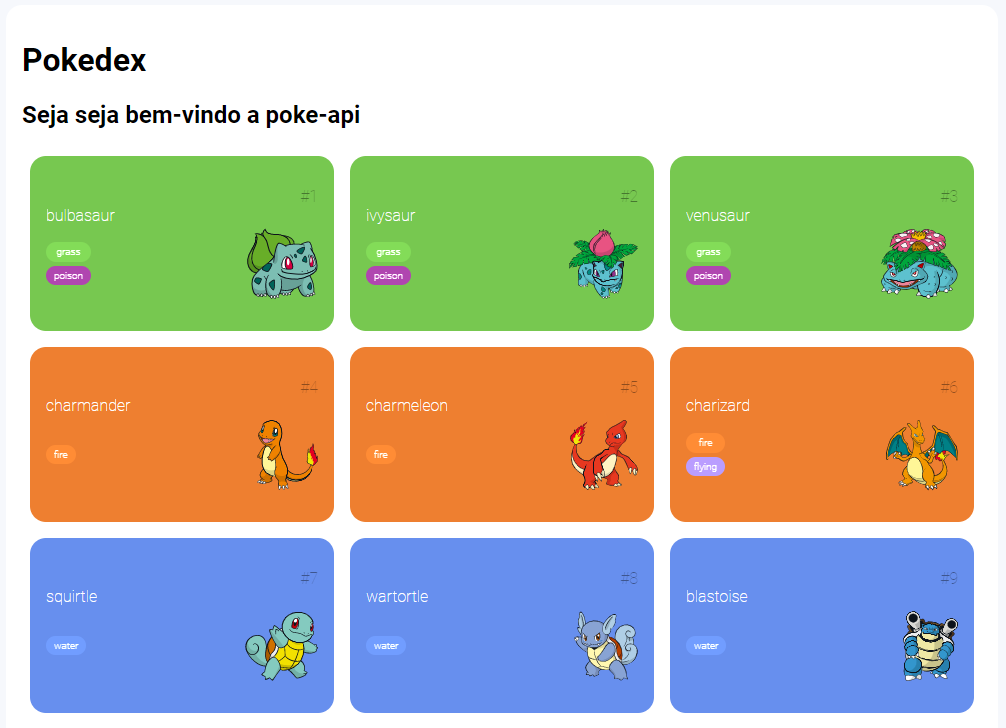 Pokedex
Seja seja bem-vindo a poke-api
#1
bulbasaur
grass
poison
#2
ivysaur
grass
poison
#3
venusaur
grass
poison
#4
charmander
fire
#5
charmeleon
fire
#6
charizard
fire
flying
#7
squirtle
water
#8
wartortle
water
#9
blastoise
water